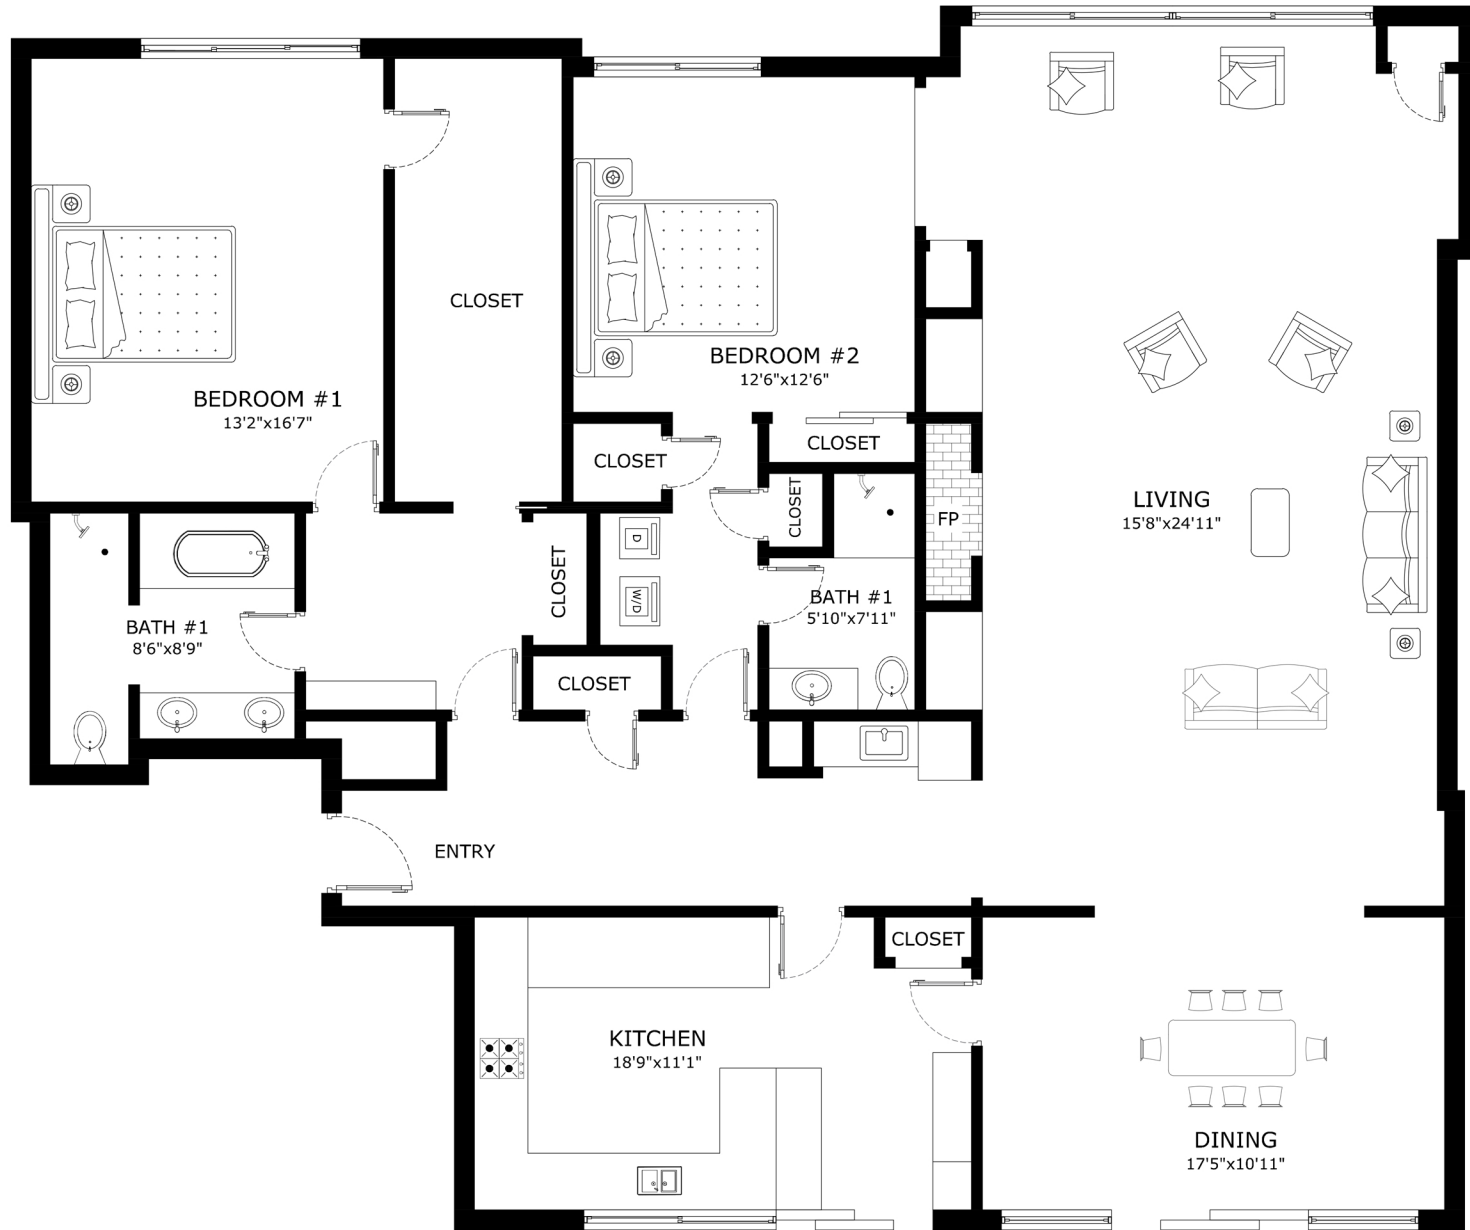 CLOSET
BEDROOM #2
12'6"x12'6"
BEDROOM #1
13'2"x16'7"
CLOSET
CLOSET
CLOSET
LIVING
15'8"x24'11"
FP
D
W/D
CLOSET
BATH #1
5'10"x7'11"
BATH #1
8'6"x8'9"
CLOSET
ENTRY
CLOSET
KITCHEN
18'9"x11'1"
DINING
17'5"x10'11"